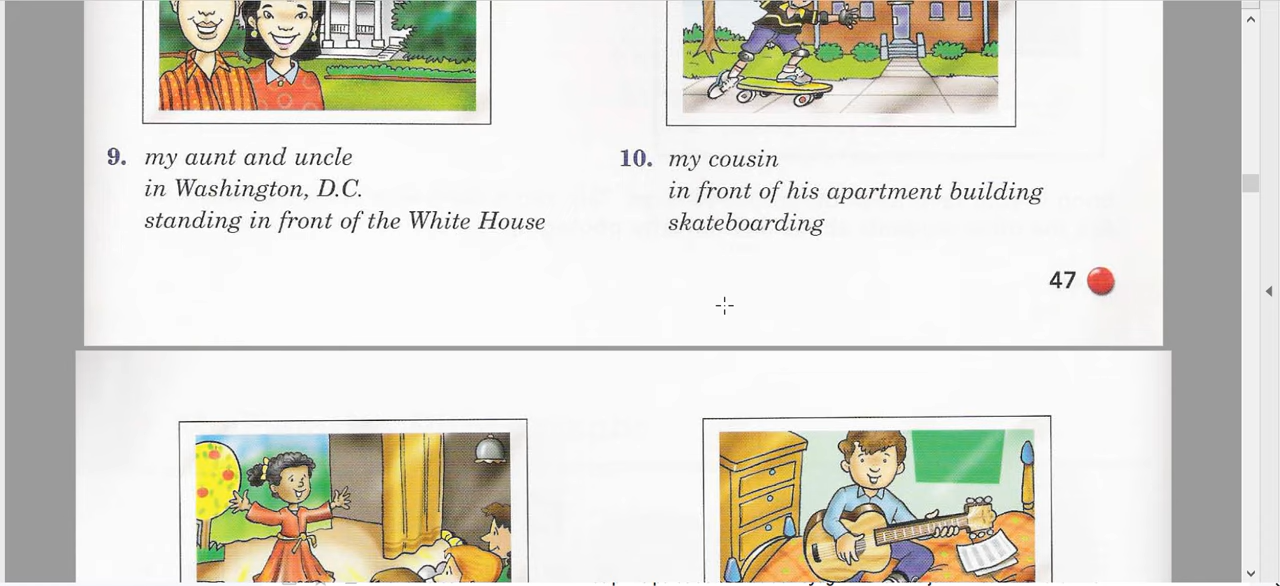 9. my aunt and uncle
in Washington, D.C.
standing in front of the White House
10. my cousin
in front of his apartment building
skateboarding
47